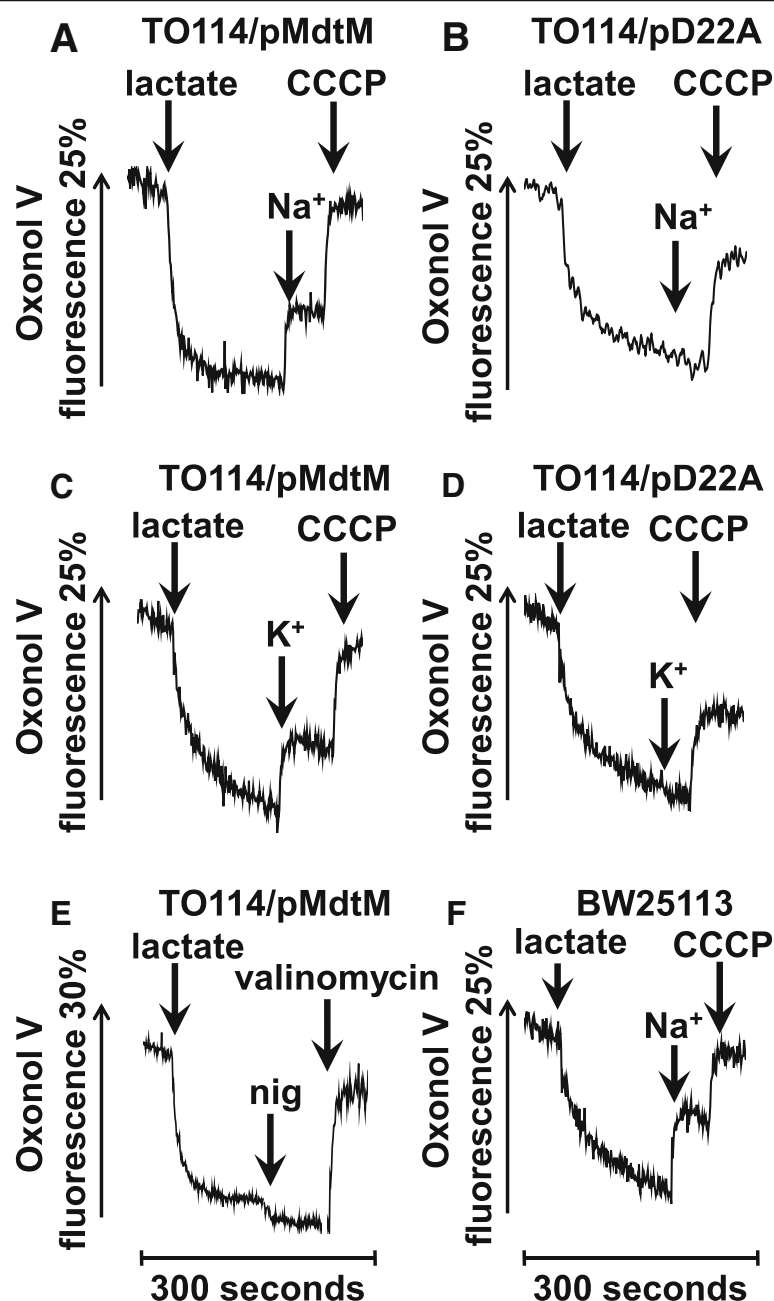 A
TO114/pMdtM
lactate
CCCP
Na+
Oxonol V
fluorescence 25%
B
TO114/pD22A
lactate
CCCP
Na+
Oxonol V
fluorescence 25%
C
TO114/pMdtM
lactate
CCCP
K+
Oxonol V
fluorescence 25%
D
TO114/pD22A
lactate
CCCP
K+
Oxonol V
fluorescence 25%
E
TO114/pMdtM
lactate
valinomycin
nig
Oxonol V
fluorescence 30%
300 seconds
F
BW25113
lactate
CCCP
Na+
Oxonol V
fluorescence 25%
300 seconds